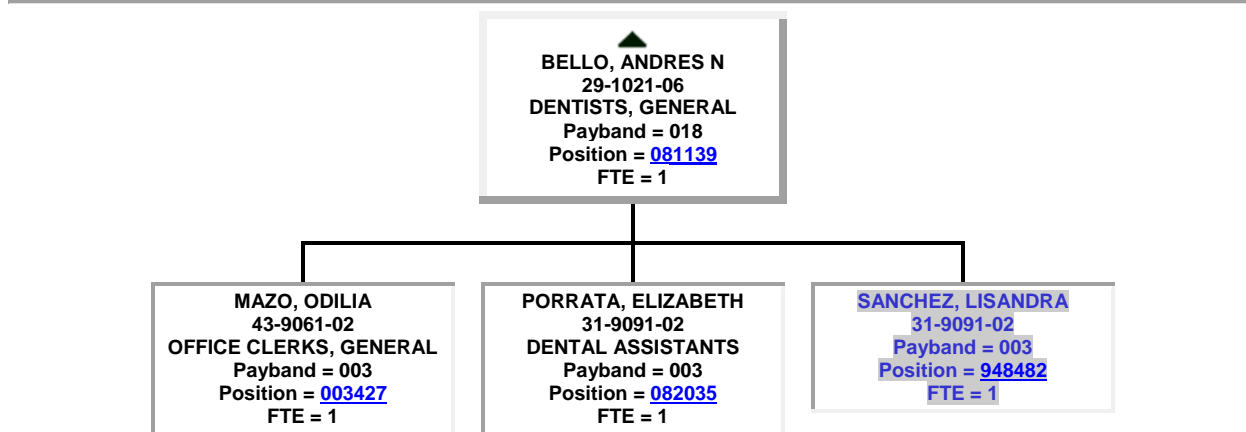 BELLO, ANDRES N
29-1021-06
DENTISTS, GENERAL
Payband = 018
Position = 081139
FTE = 1
MAZO, ODILIA
43-9061-02
OFFICE CLERKS, GENERAL
Payband = 003
Position = 003427
FTE = 1
PORRATA, ELIZABETH
31-9091-02
DENTAL ASSISTANTS
Payband = 003
Position = 082035
FTE = 1
SANCHEZ, LISANDRA
31-9091-02
Payband = 003
Position = 948482
FTE = 1